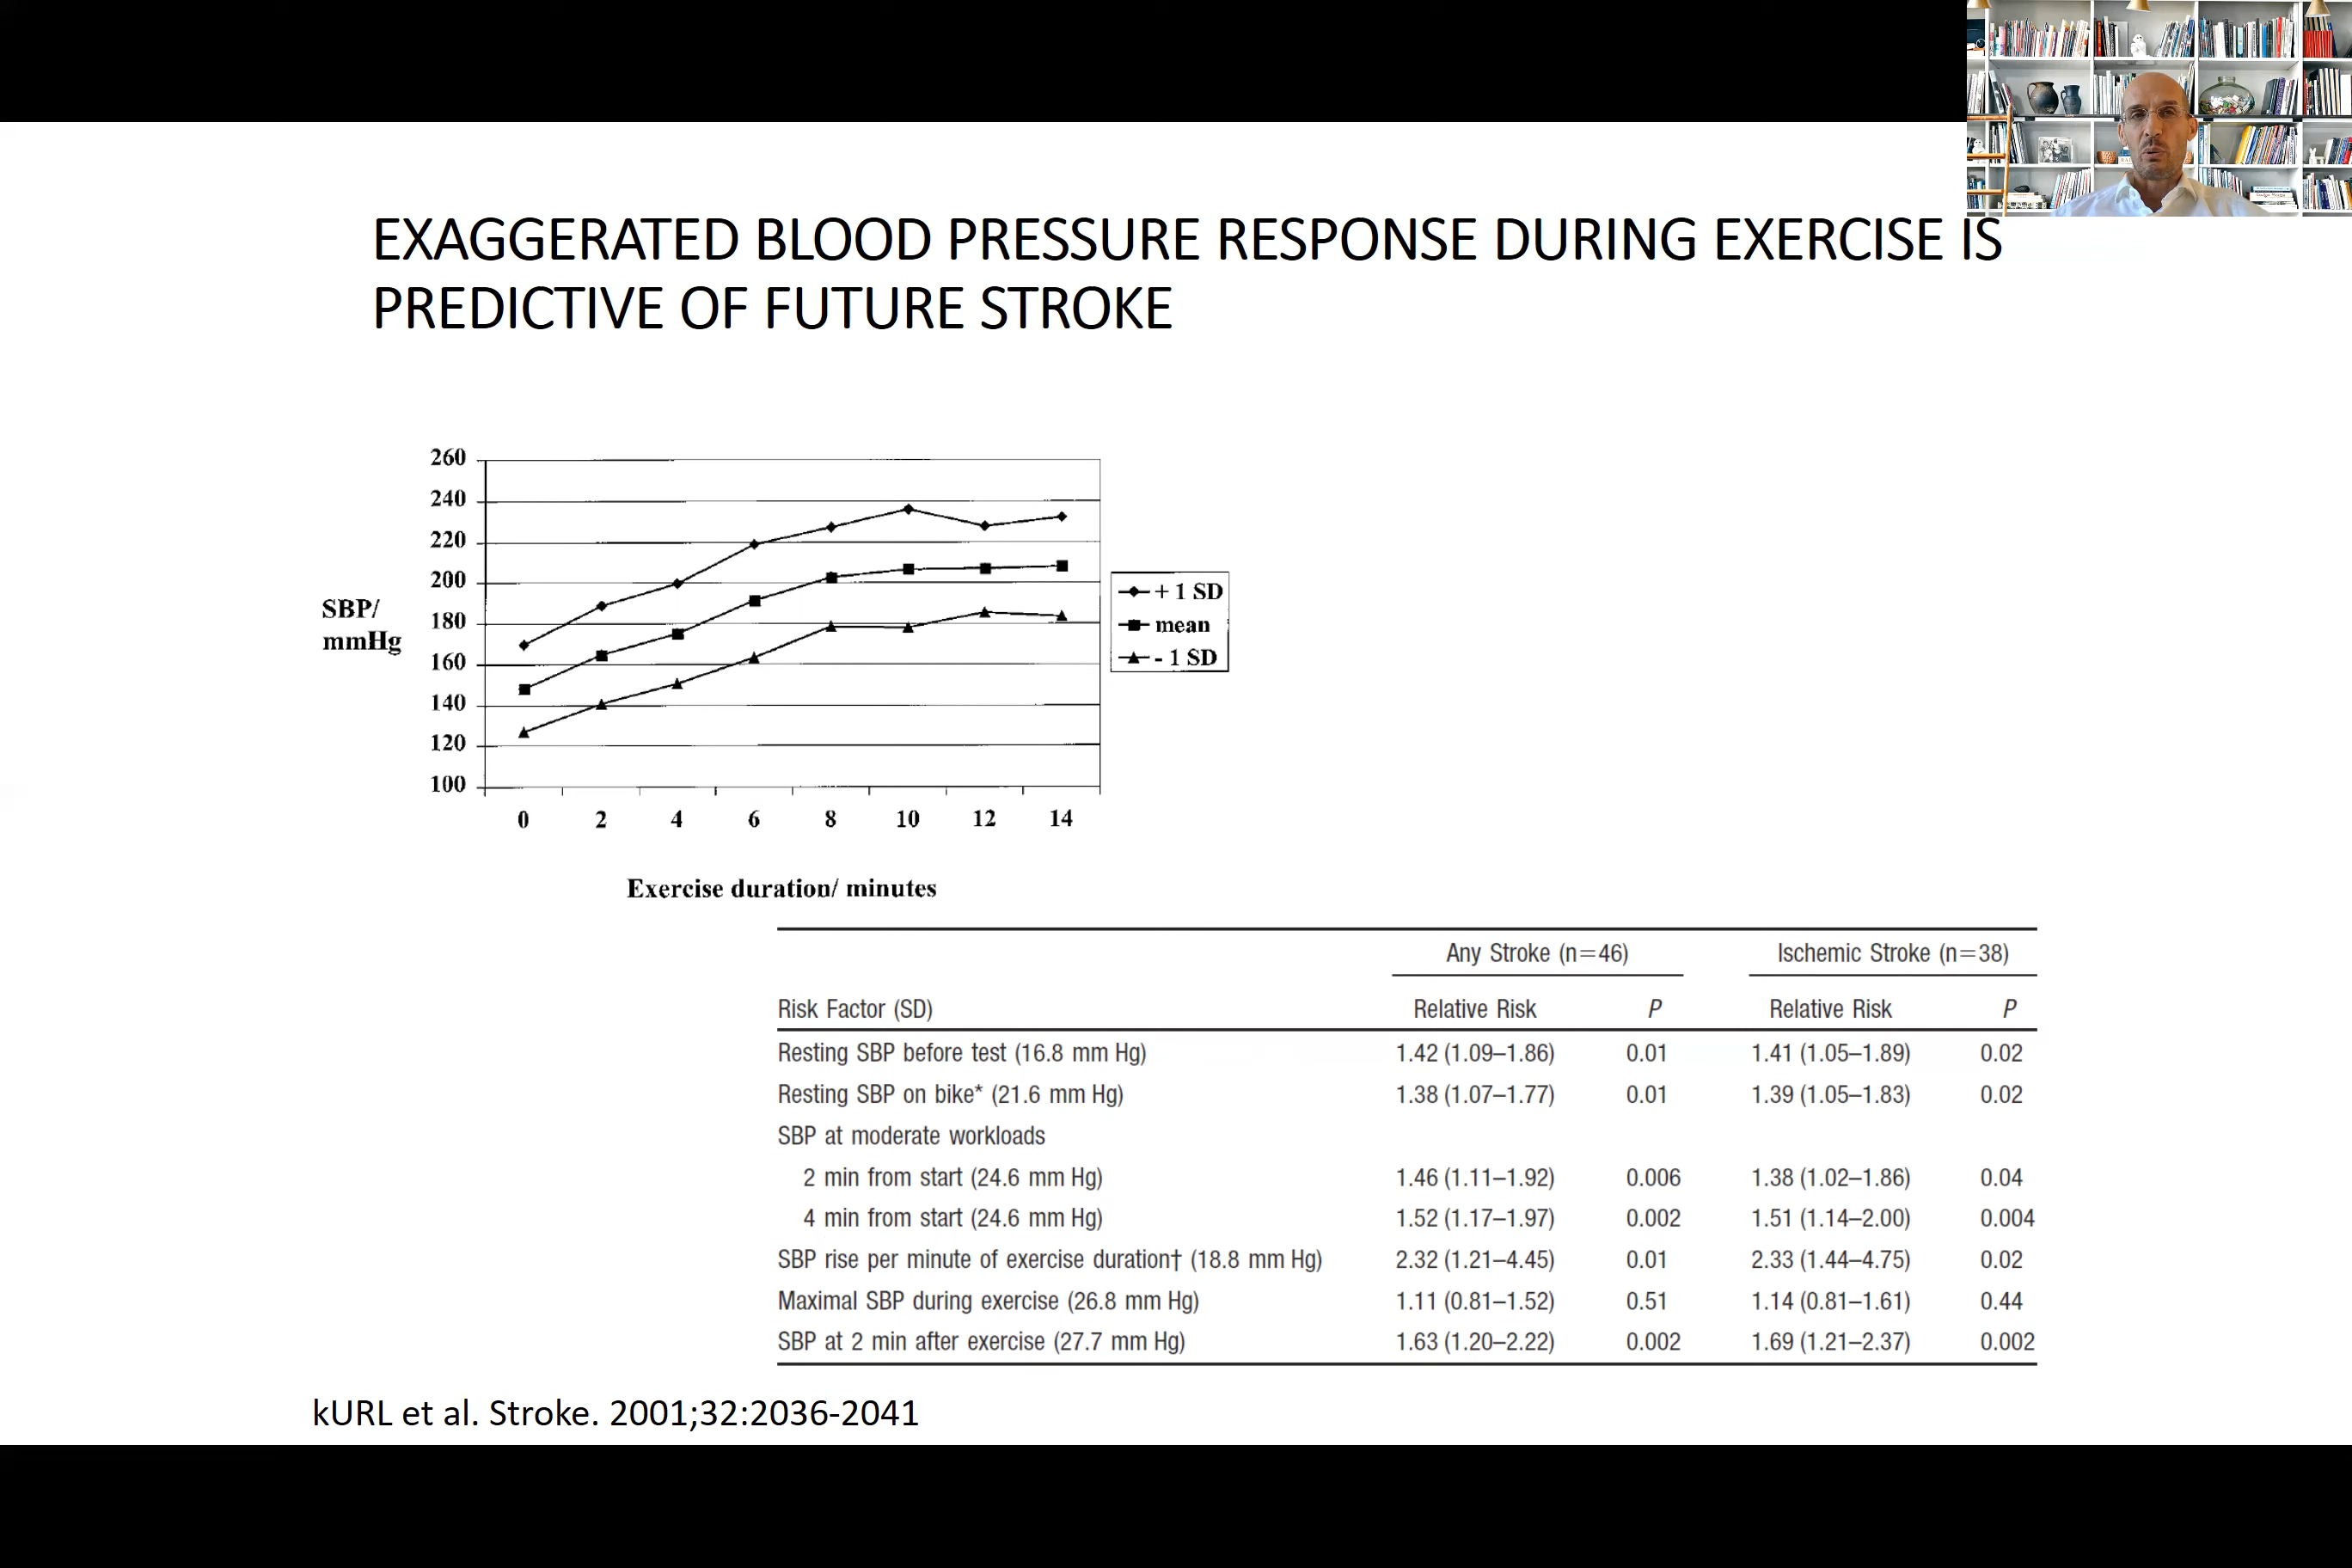 EXAGGERATED BLOOD PRESSURE RESPONSE DURING EXERCISE IS
PREDICTIVE OF FUTURE STROKE
260
240
220
200
180
160
140
120
100
SBP/
mmHg
0 2 4 6 8 10 12 14
Exercise duration/ minutes
+ 1 SD
mean
- 1 SD
Any Stroke (n=46) Ischemic Stroke (n=38)
Risk Factor (SD) Relative Risk P Relative Risk P
Resting SBP before test (16.8 mm Hg) 1.42 (1.09–1.86) 0.01 1.41 (1.05–1.89) 0.02
Resting SBP on bike* (21.6 mm Hg) 1.38 (1.07–1.77) 0.01 1.39 (1.05–1.83) 0.02
SBP at moderate workloads
2 min from start (24.6 mm Hg) 1.46 (1.11–1.92) 0.006 1.38 (1.02–1.86) 0.04
4 min from start (24.6 mm Hg) 1.52 (1.17–1.97) 0.002 1.51 (1.14–2.00) 0.004
SBP rise per minute of exercise duration† (18.8 mm Hg) 2.32 (1.21–4.45) 0.01 2.33 (1.44–4.75) 0.02
Maximal SBP during exercise (26.8 mm Hg) 1.11 (0.81–1.52) 0.51 1.14 (0.81–1.61) 0.44
SBP at 2 min after exercise (27.7 mm Hg) 1.63 (1.20–2.22) 0.002 1.69 (1.21–2.37) 0.002
kURL et al. Stroke. 2001;32:2036-2041